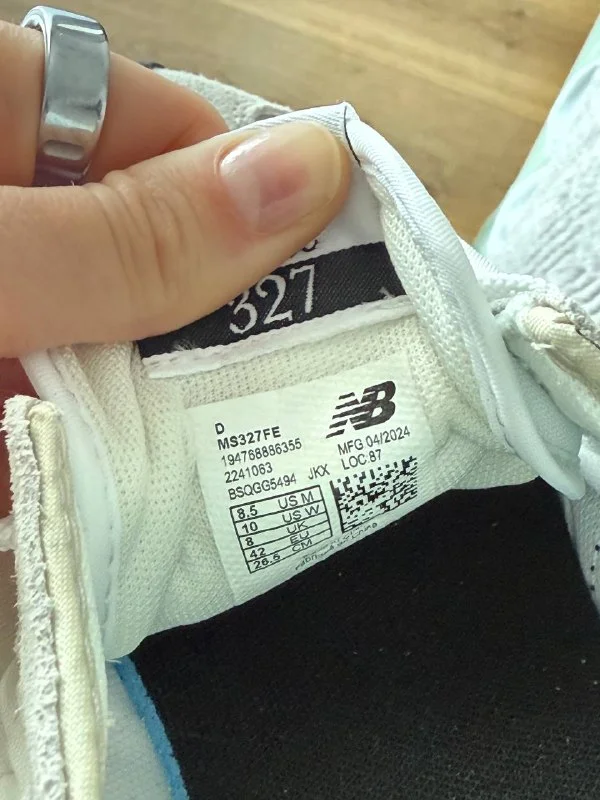 327
NB
D
MS327FE
194768886355
2241063
BSQGG5494 JKX
MFG 04/2024
LOC:87
8.5 US M
10 US W
8 UK
42 EU
26.5 CM